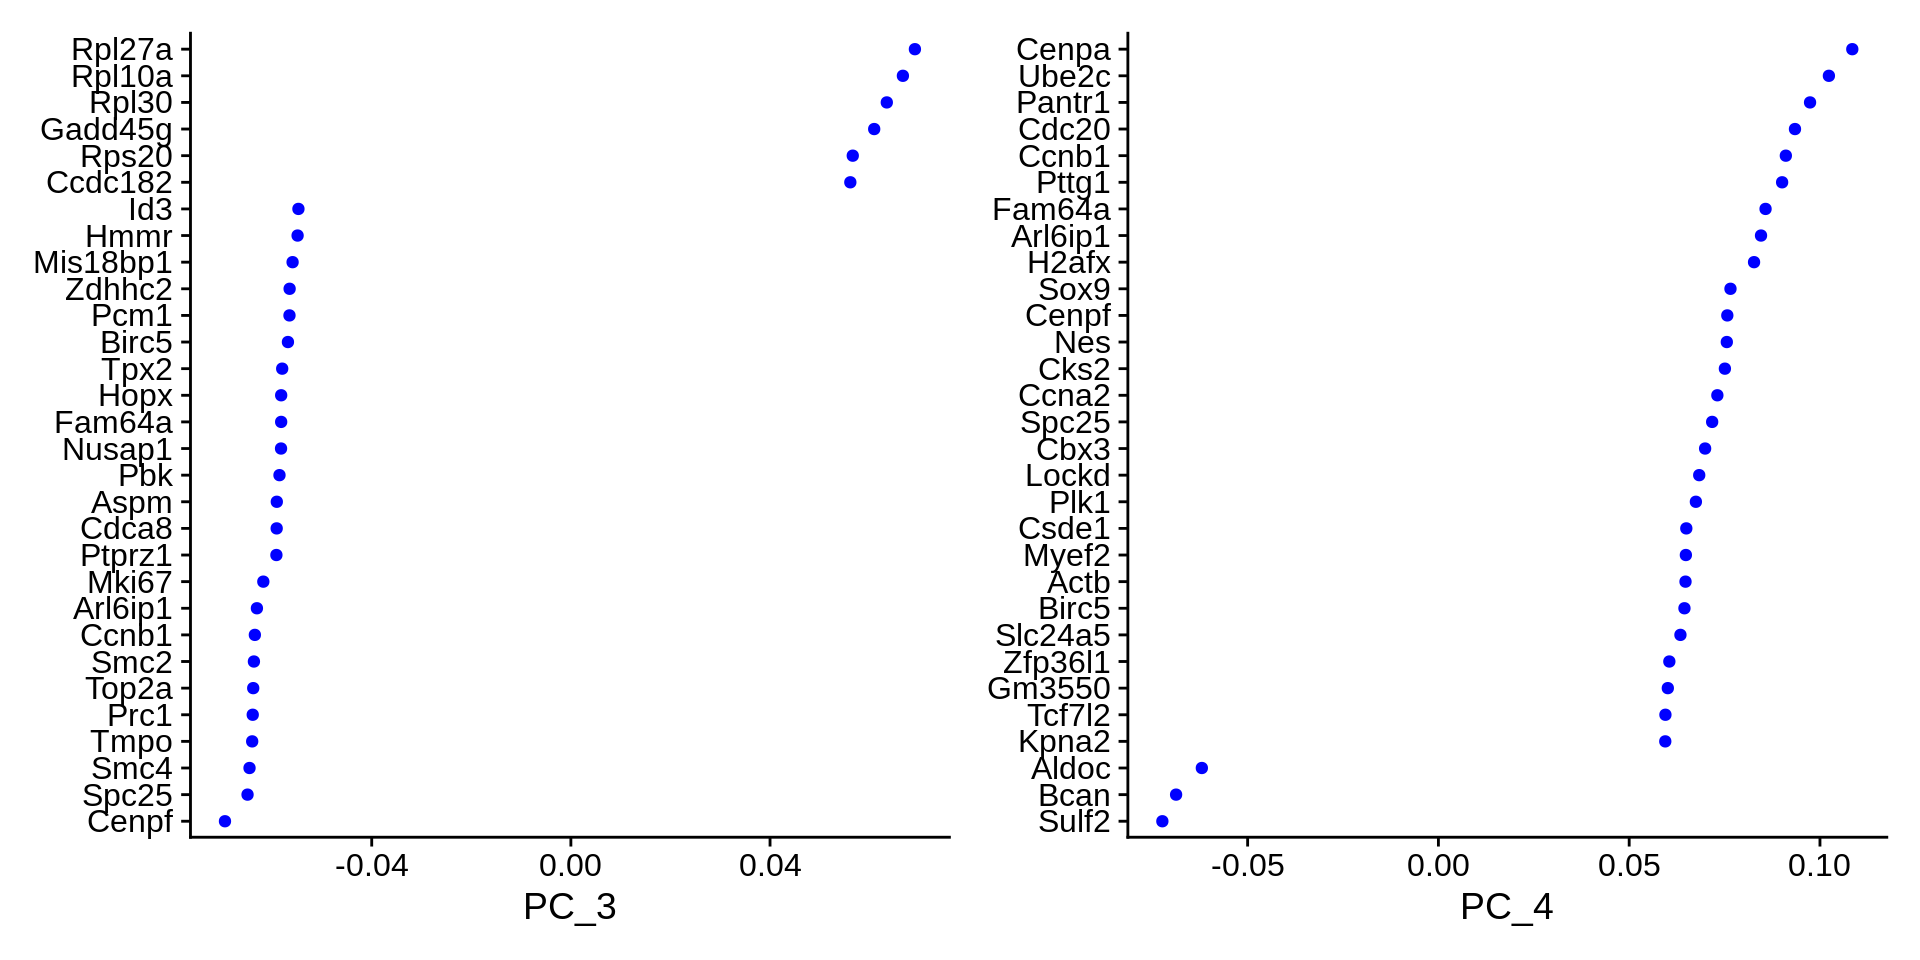 Rpl27a
Rpl10a
Rpl30
Gadd45g
Rps20
Ccdc182
Id3
Hmmr
Mis18bp1
Zdhhc2
Pcm1
Birc5
Tpx2
Hopx
Fam64a
Nusap1
Pbk
Aspm
Cdca8
Ptprz1
Mki67
Arl6ip1
Ccnb1
Smc2
Top2a
Prc1
Tmpo
Smc4
Spc25
Cenpf
-0.04 0.00 0.04
PC_3
Cenpa
Ube2c
Pantr1
Cdc20
Ccnb1
Pttg1
Fam64a
Arl6ip1
H2afx
Sox9
Cenpf
Nes
Cks2
Ccna2
Spc25
Cbx3
Lockd
Plk1
Csde1
Myef2
Actb
Birc5
Slc24a5
Zfp36l1
Gm3550
Tcf7l2
Kpna2
Aldoc
Bcan
Sulf2
-0.05 0.00 0.05 0.10
PC_4